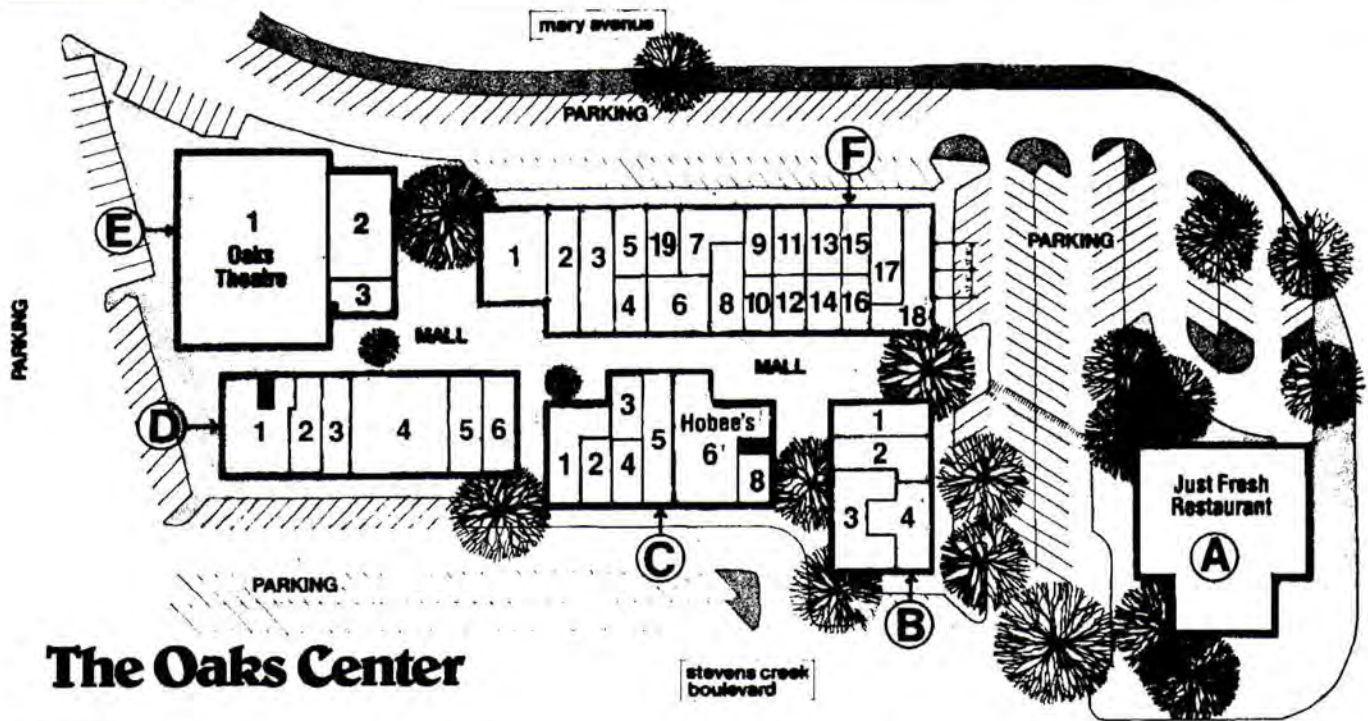 mary avenue
PARKING
F
E
1
Oaks
Theatre
2
3
1
2
3
5
4
19
7
6
8
9
10
11
12
13
14
15
16
17
18
PARKING
PARKING
MALL
MALL
D
1
2
3
4
5
6
1
2
3
4
5
Hobee's
6'
8
C
1
2
3
4
B
Just Fresh
Restaurant
A
PARKING
The Oaks Center
stevens creek
boulevard
PARKING